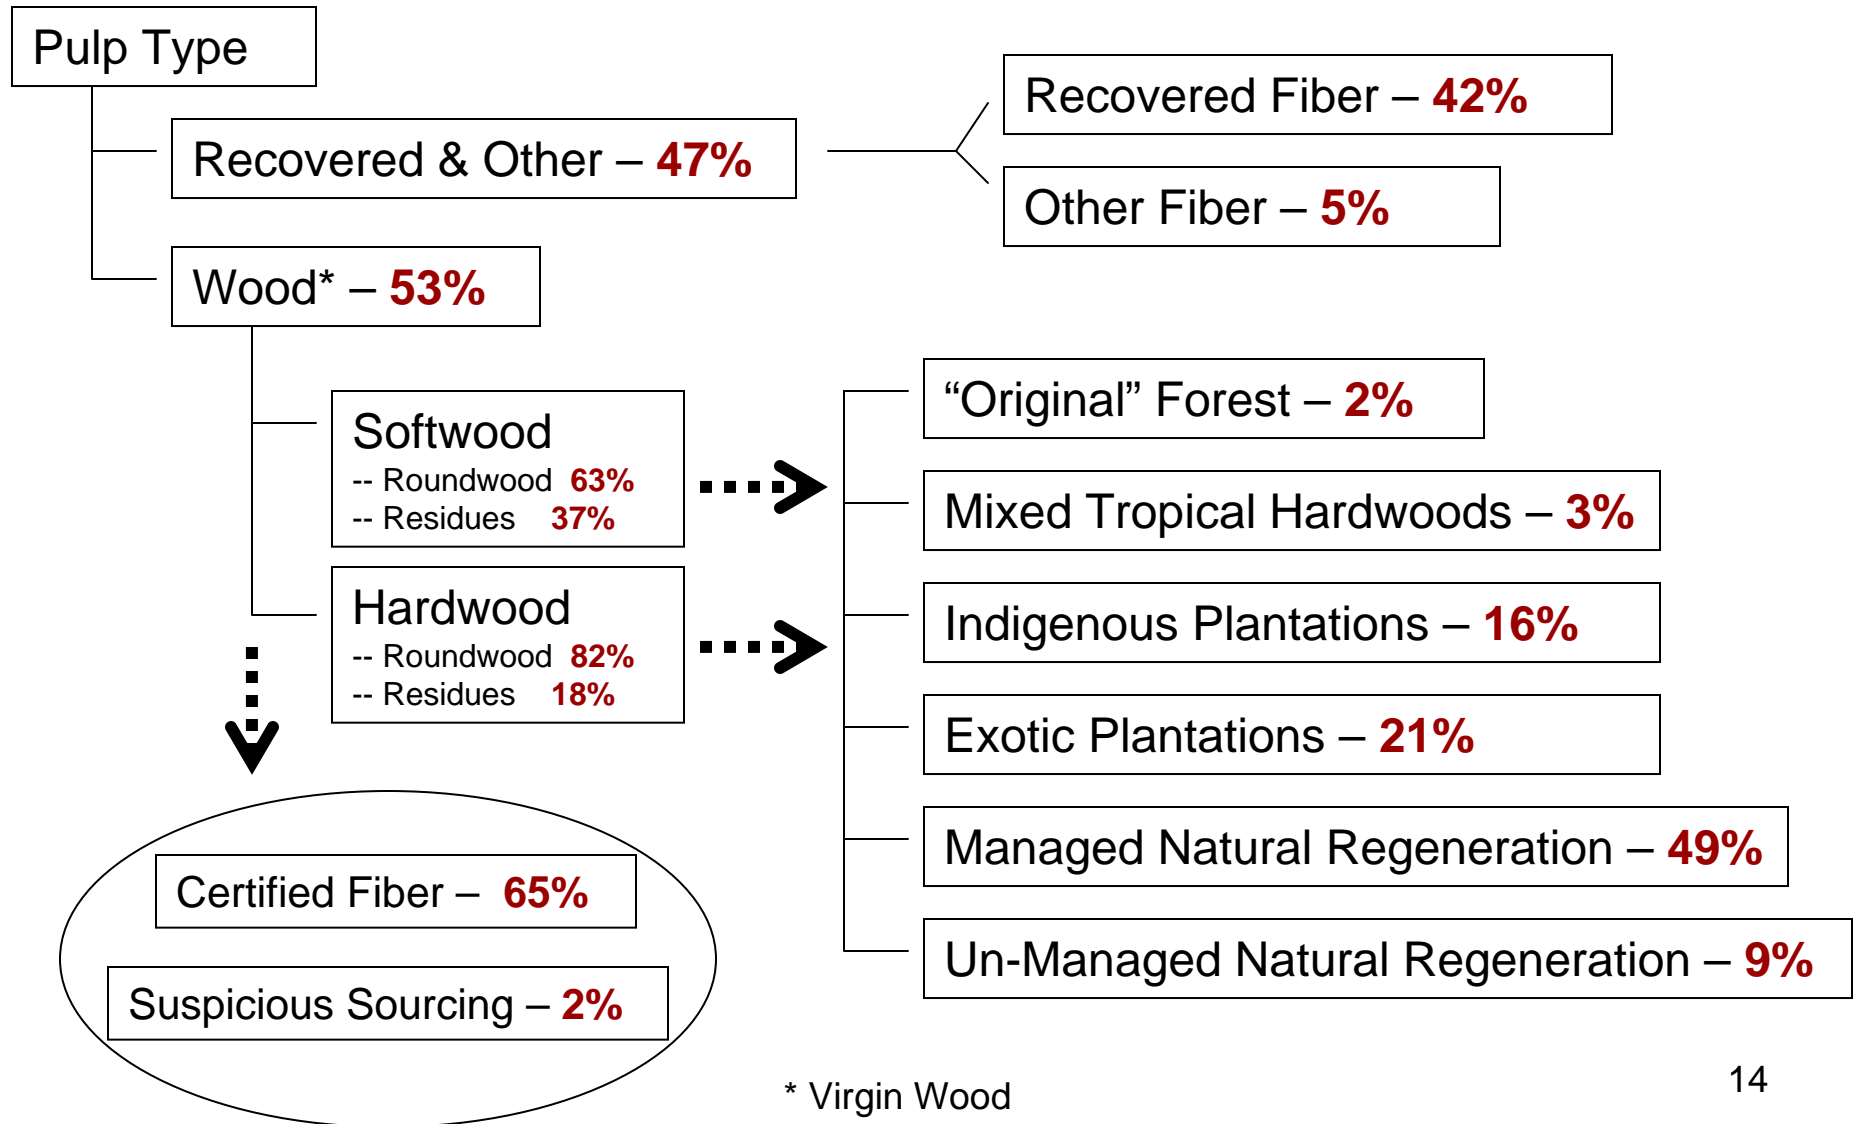 Pulp Type
Recovered & Other – 47%
Recovered Fiber – 42%
Other Fiber – 5%
Wood* – 53%
Softwood
-- Roundwood 63%
-- Residues 37%
Hardwood
-- Roundwood 82%
-- Residues 18%
“Original” Forest – 2%
Mixed Tropical Hardwoods – 3%
Indigenous Plantations – 16%
Exotic Plantations – 21%
Managed Natural Regeneration – 49%
Un-Managed Natural Regeneration – 9%
Certified Fiber – 65%
Suspicious Sourcing – 2%
* Virgin Wood
14